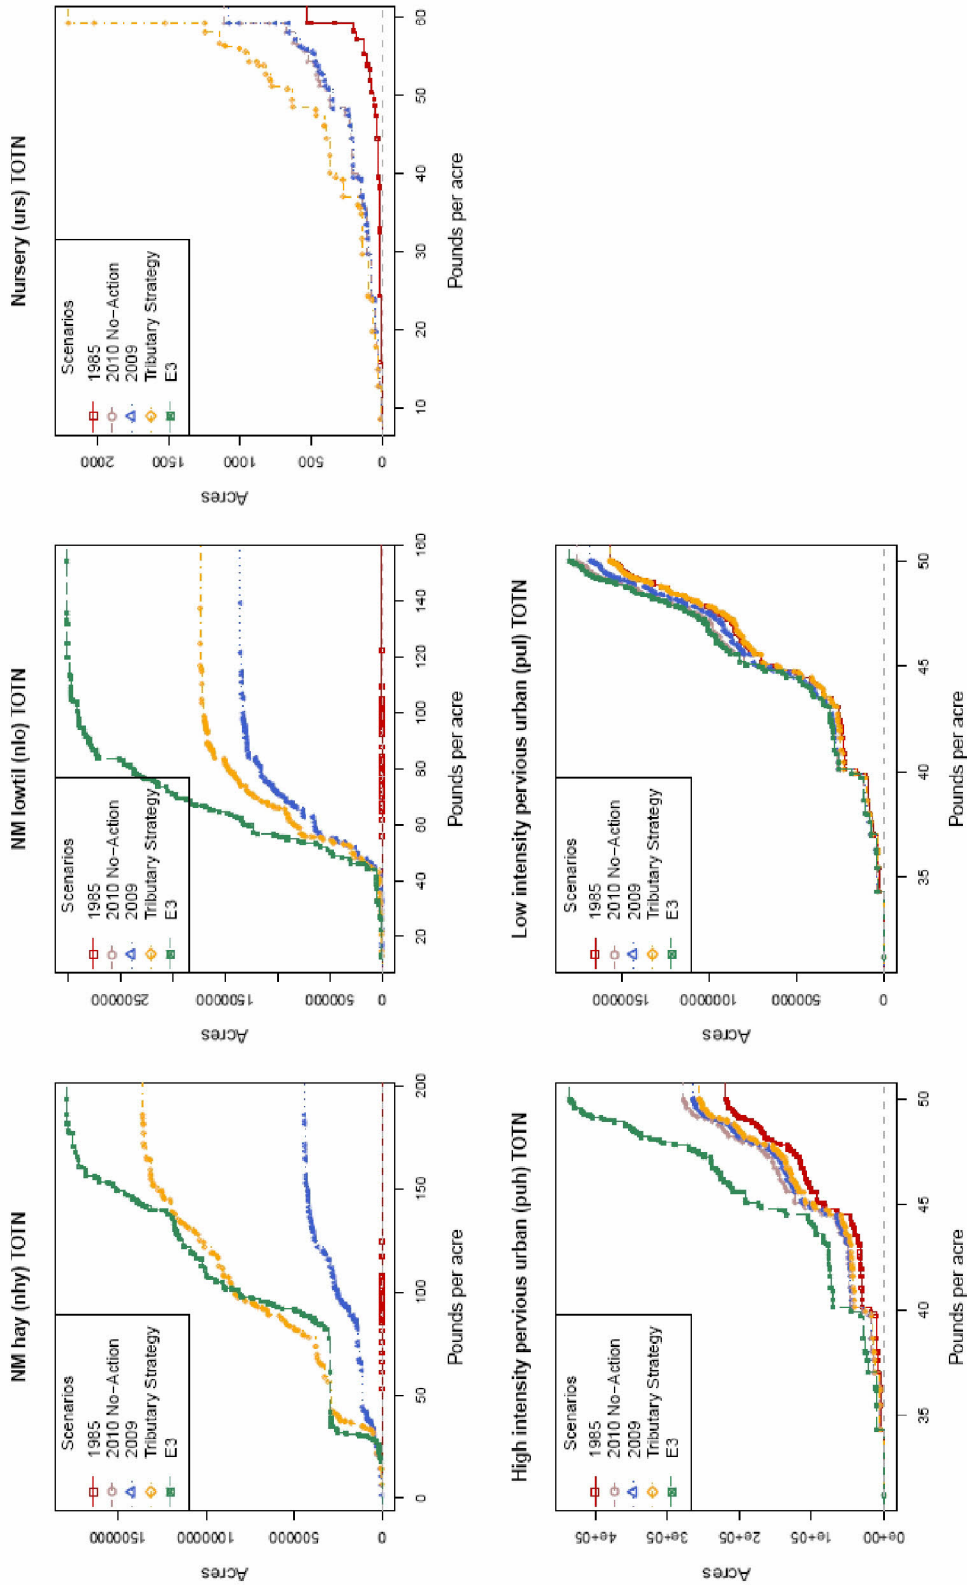 NM hay (nhy) TOTN
Scenarios
1985
2010 No-Action
2009
Tributary Strategy
E3
Acres
1500000
1000000
500000
0
0 50 100 150 200
Pounds per acre
NM lowtil (nlo) TOTN
Scenarios
1985
2010 No-Action
2009
Tributary Strategy
E3
Acres
2500000
1500000
500000
0
20 40 60 80 100 120 140 160
Pounds per acre
Nursery (urs) TOTN
Scenarios
1985
2010 No-Action
2009
Tributary Strategy
E3
Acres
2000
1500
1000
500
0
10 20 30 40 50 60
Pounds per acre
High intensity pervious urban (puh) TOTN
Scenarios
1985
2010 No-Action
2009
Tributary Strategy
E3
Acres
4e+05
3e+05
2e+05
1e+05
0e+00
35 40 45 50
Pounds per acre
Low intensity pervious urban (pul) TOTN
Scenarios
1985
2010 No-Action
2009
Tributary Strategy
E3
Acres
1500000
1000000
500000
0
35 40 45 50
Pounds per acre